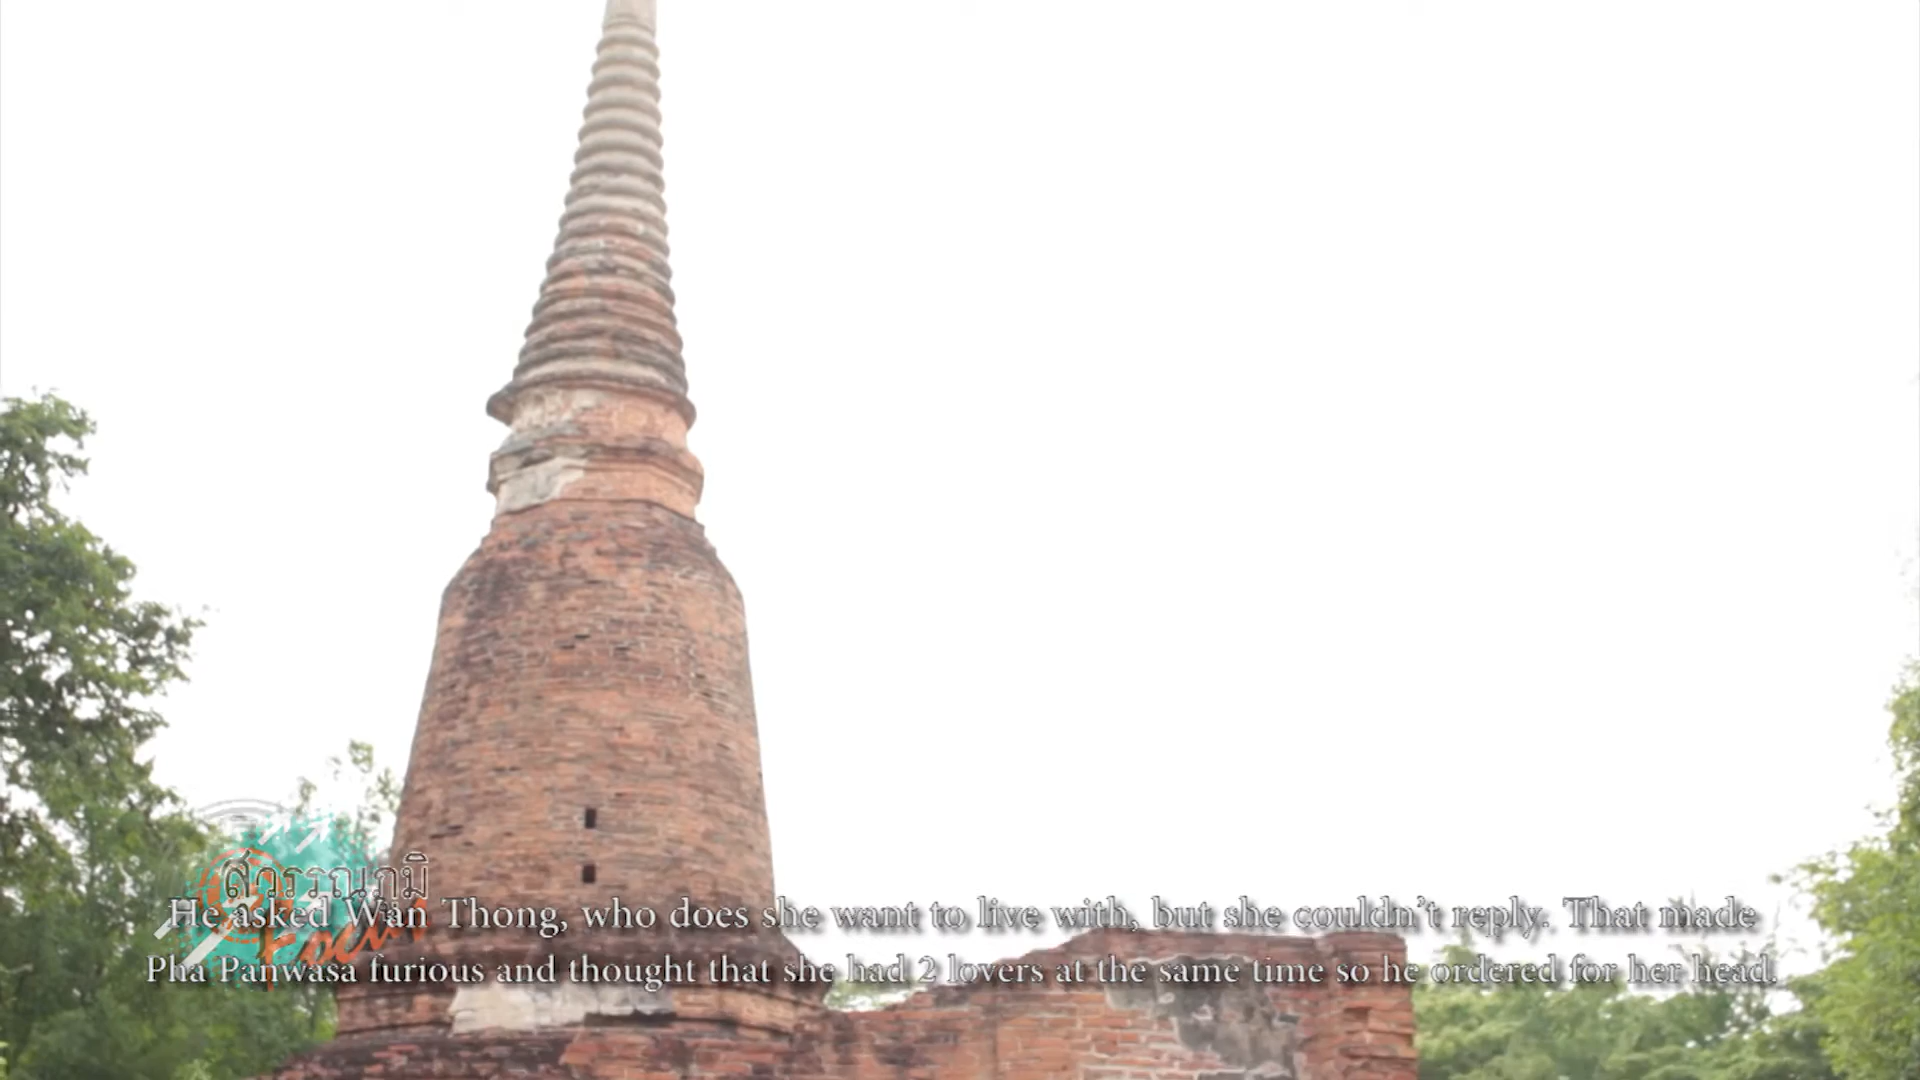 สุวรรณภูมิ
Focus
He asked Wan Thong, who does she want to live with, but she couldn't reply. That made
Pha Panwasa furious and thought that she had 2 lovers at the same time so he ordered for her head.